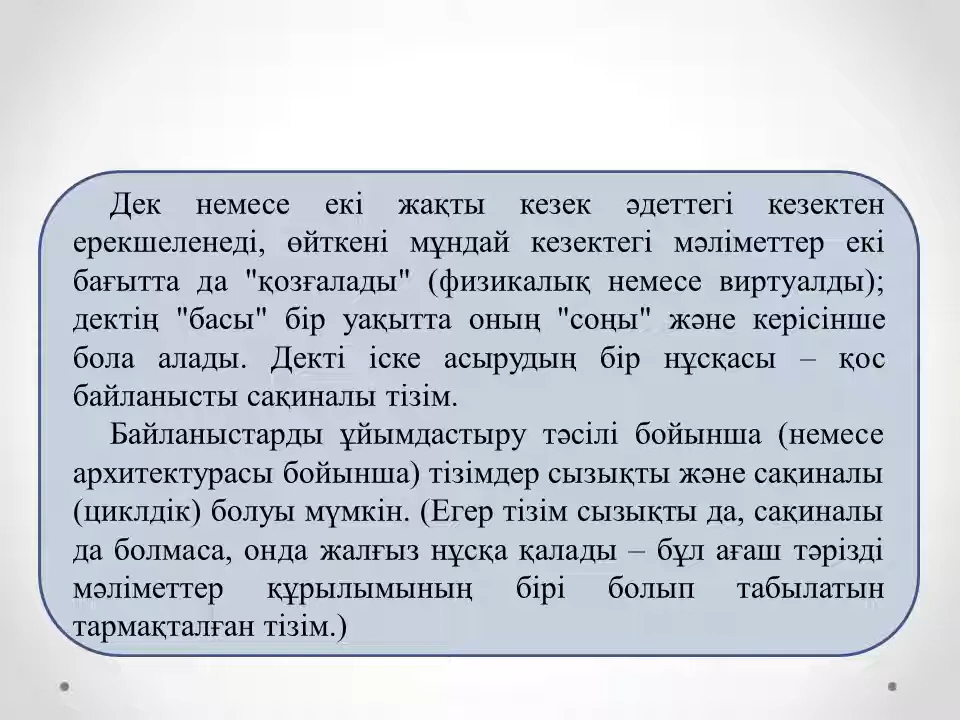 Дек немесе екі жақты кезек әдеттегі кезектен
ерекшеленеді, өйткені мұндай кезектегі мәліметтер екі
бағытта да "қозғалады" (физикалық немесе виртуалды);
дектің "басы" бір уақытта оның "соңы" және керісінше
бола алады. Декті іске асырудың бір нұсқасы – қос
байланысты сақиналы тізім.
Байланыстарды ұйымдастыру тәсілі бойынша (немесе
архитектурасы бойынша) тізімдер сызықты және сақиналы
(циклдік) болуы мүмкін. (Егер тізім сызықты да, сақиналы
да болмаса, онда жалғыз нұсқа қалады – бұл ағаш тәрізді
мәліметтер құрылымының бірі болып табылатын
тармақталған тізім.)